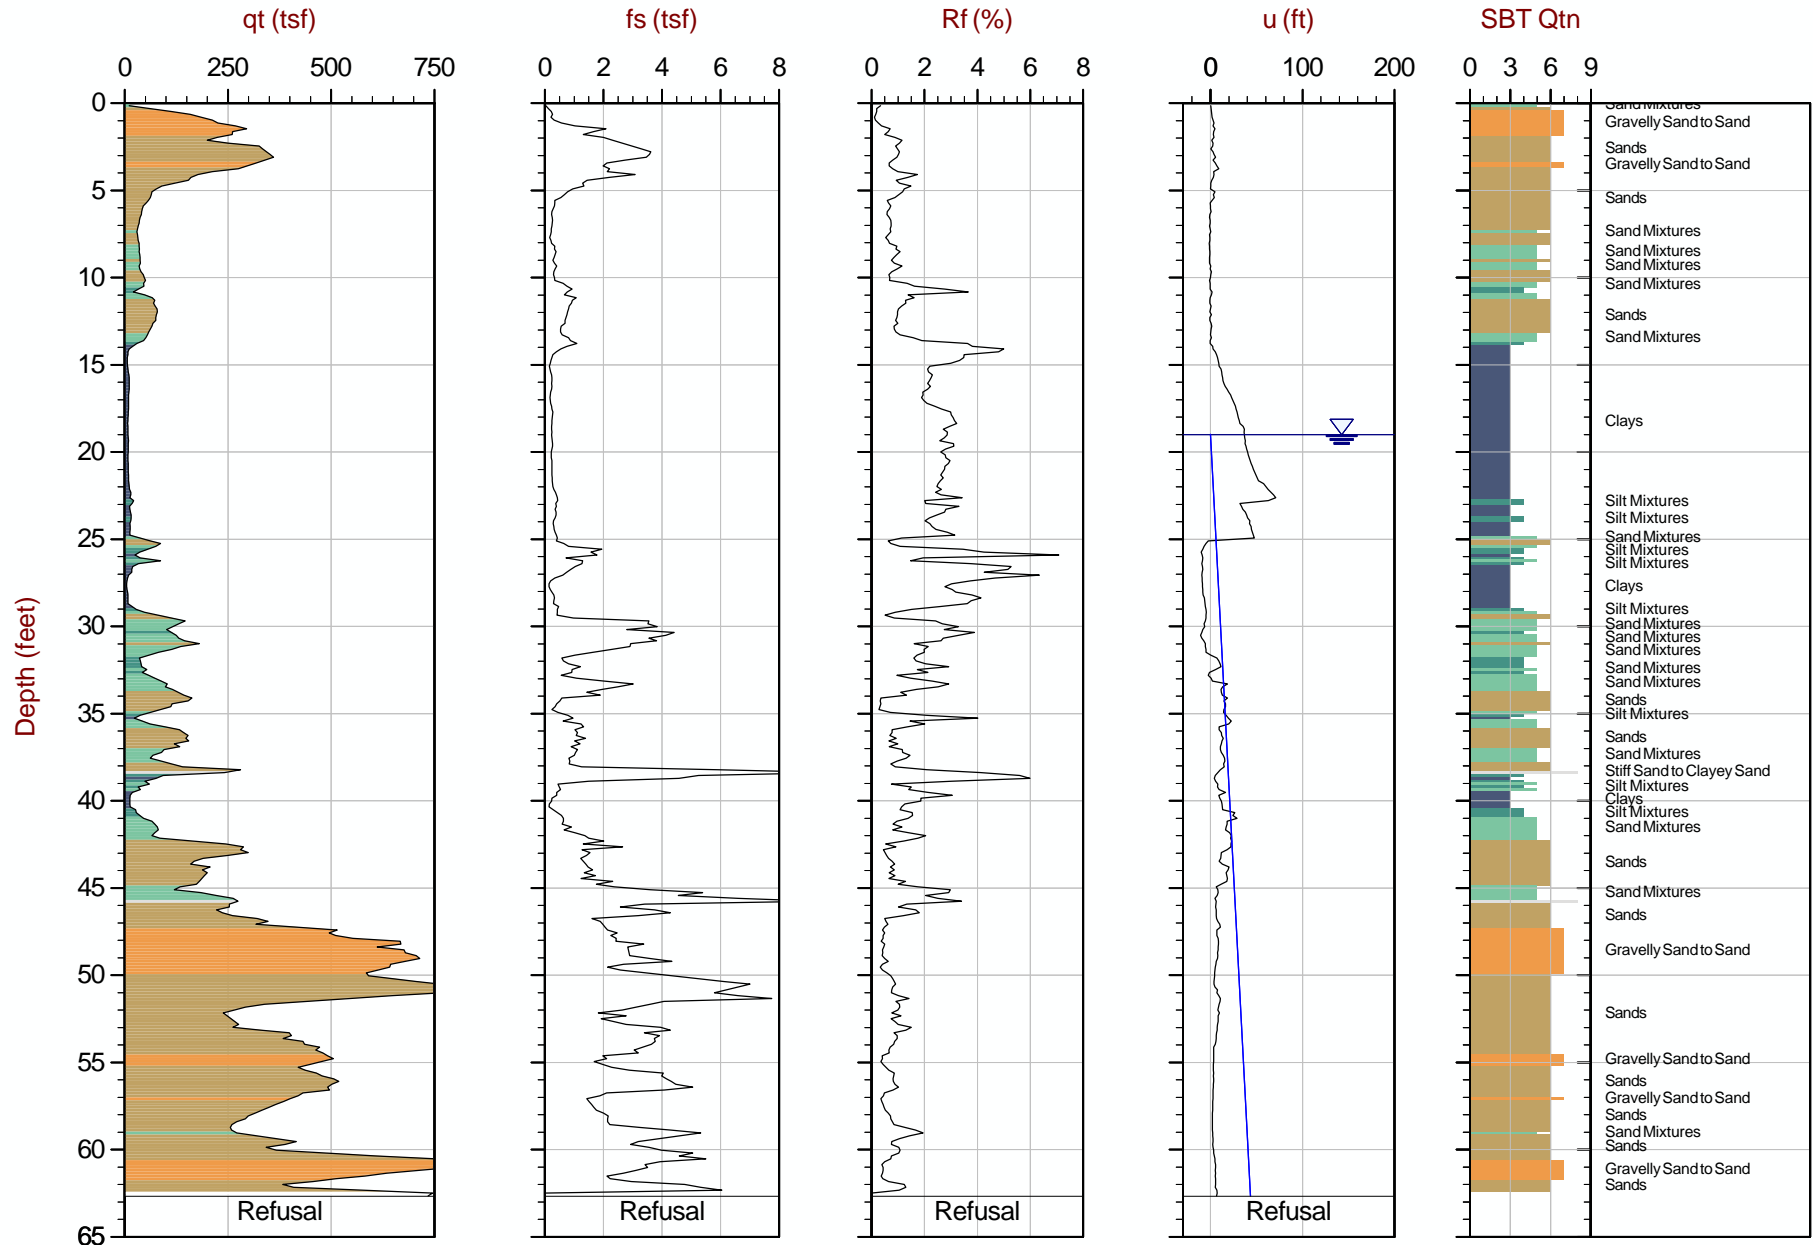 qt (tsf)
fs (tsf)
Rf (%)
u (ft)
SBT Qtn
0 250 500 750
0 2 4 6 8
0 2 4 6 8
0 100 200
0 3 6 9
Depth (feet)
0
5
10
15
20
25
30
35
40
45
50
55
60
65
Sand Mixtures
Gravelly Sand to Sand
Sands
Gravelly Sand to Sand
Sands
Sand Mixtures
Sand Mixtures
Sand Mixtures
Sand Mixtures
Sands
Sand Mixtures
Clays
Silt Mixtures
Silt Mixtures
Sand Mixtures
Silt Mixtures
Silt Mixtures
Clays
Silt Mixtures
Sand Mixtures
Sand Mixtures
Sand Mixtures
Sand Mixtures
Sand Mixtures
Sands
Silt Mixtures
Sands
Sand Mixtures
Stiff Sand to Clayey Sand
Silt Mixtures
Clays
Silt Mixtures
Sand Mixtures
Sands
Sand Mixtures
Sands
Gravelly Sand to Sand
Sands
Gravelly Sand to Sand
Sands
Gravelly Sand to Sand
Sands
Sand Mixtures
Sands
Gravelly Sand to Sand
Sands
Refusal
Refusal
Refusal
Refusal